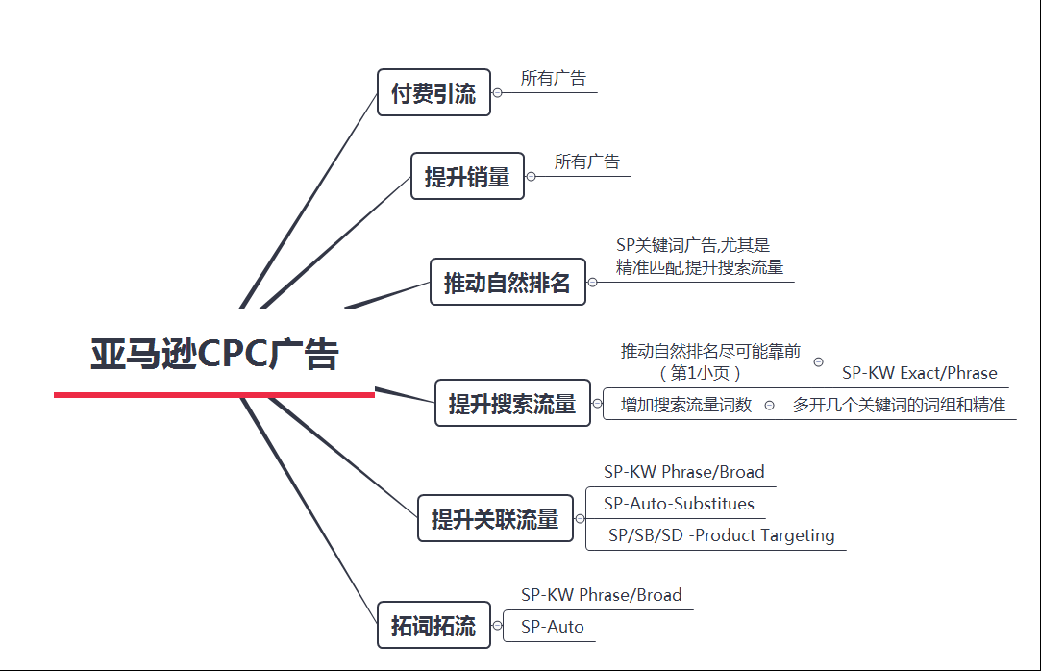 付费引流
所有广告
提升销量
所有广告
推动自然排名
SP关键词广告,尤其是
精准匹配,提升搜索流量
亚马逊CPC广告
提升搜索流量
推动自然排名尽可能靠前
(第1小页)
SP-KW Exact/Phrase
增加搜索流量词数
多开几个关键词的词组和精准
提升关联流量
SP-KW Phrase/Broad
SP-Auto-Substitues
SP/SB/SD -Product Targeting
拓词拓流
SP-KW Phrase/Broad
SP-Auto